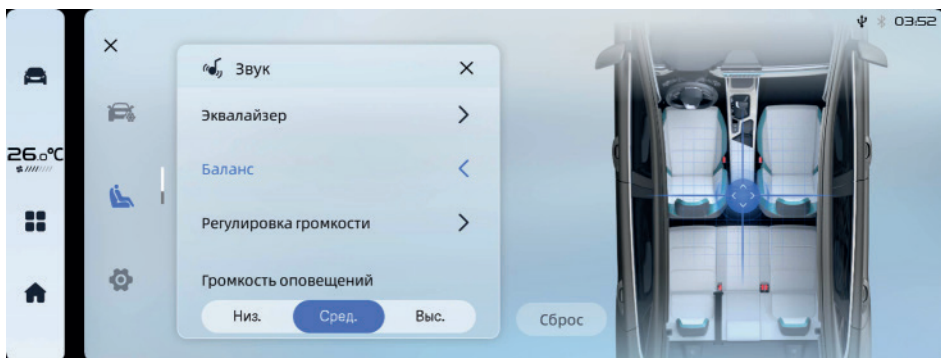 03:52
Звук
Эквалайзер
26.0°C
Баланс
Регулировка громкости
Громкость оповещений
Низ. Сред. Выс.
Сброс